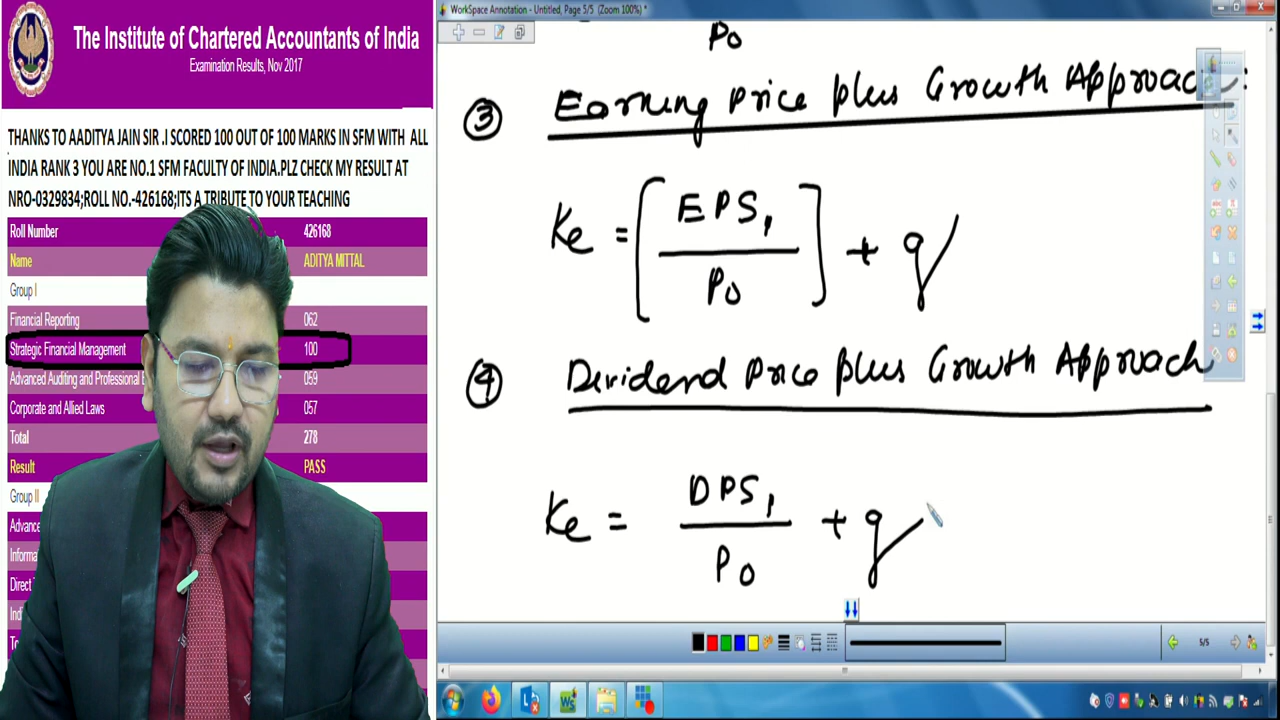 The Institute of Chartered Accountants of India
Examination Results, Nov 2017
THANKS TO AADITYA JAIN SIR .I SCORED 100 OUT OF 100 MARKS IN SFM WITH ALL
INDIA RANK 3 YOU ARE NO.1 SFM FACULTY OF INDIA.PLZ CHECK MY RESULT AT
NRO-0329834;ROLL NO.-426168;ITS A TRIBUTE TO YOUR TEACHING
Roll Number 426168
Name ADITYA MITTAL
Group I
Financial Reporting 062
Strategic Financial Management 100
Advanced Auditing and Professional 059
Corporate and Allied Laws 057
Total 278
Result PASS
Group II
Advanc
Informa
Direct T
WorkSpace Annotation - Untitled, Page 5/5 (Zoom 100%) *
P0
③ Earning Price plus Growth Approach :
Ke = [EPS1 / P0] + g
④ Dividend Price plus Growth Approach
Ke = DPS1 / P0 + g
5/5